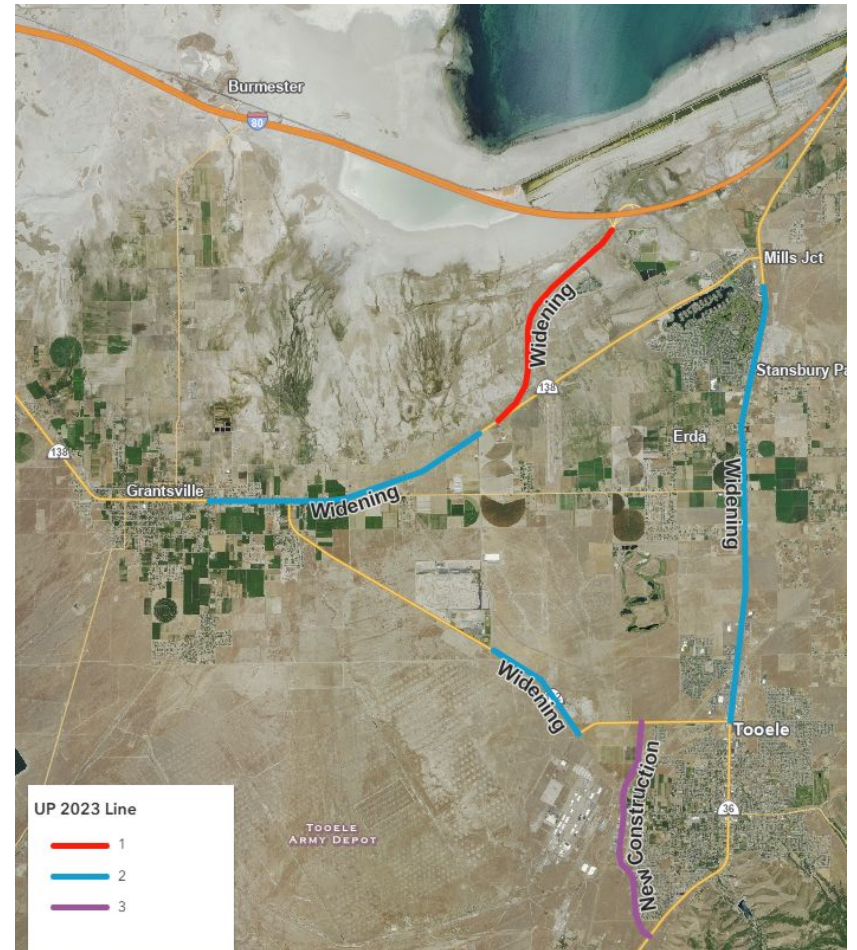 Burmester
80
Mills Jct
Widening
138
Stansbury Pa
Erda
138
Grantsville
Widening
Widening
Widening
Tooele
New Construction
36
TOOELE
ARMY DEPOT
UP 2023 Line
1
2
3